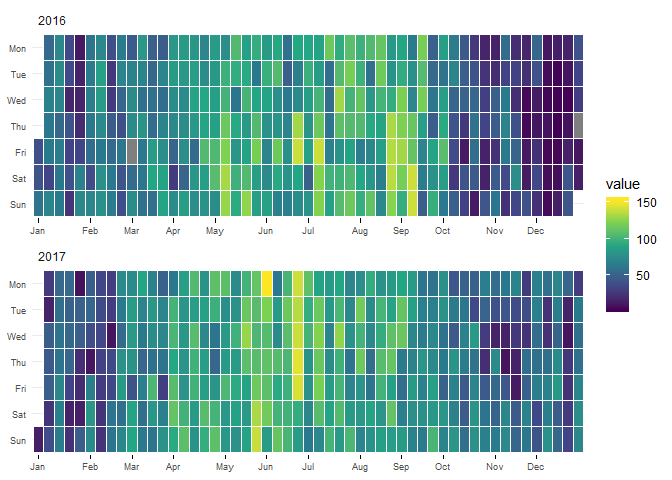 2016
Mon
Tue
Wed
Thu
Fri
Sat
Sun
Jan Feb Mar Apr May Jun Jul Aug Sep Oct Nov Dec
value
150
100
50
2017
Mon
Tue
Wed
Thu
Fri
Sat
Sun
Jan Feb Mar Apr May Jun Jul Aug Sep Oct Nov Dec